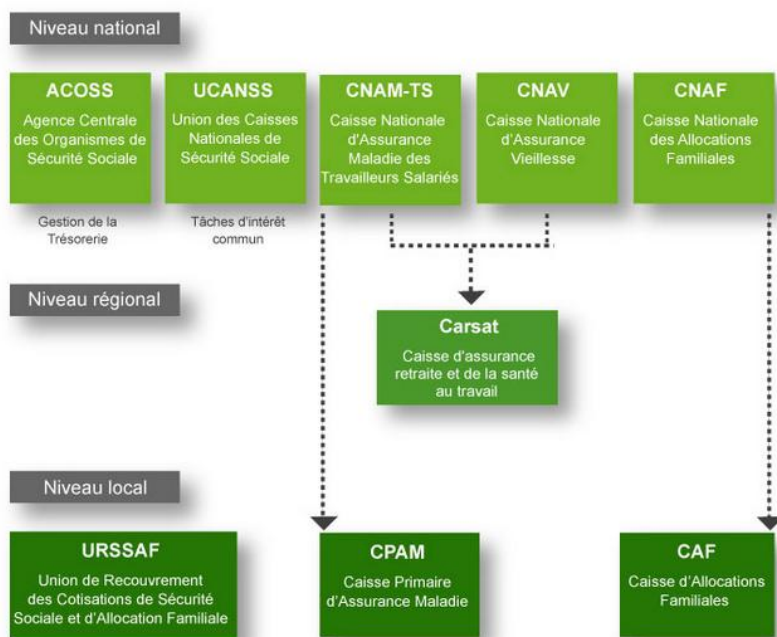 Niveau national
ACOSS
Agence Centrale
des Organismes de
Sécurité Sociale
Gestion de la
Trésorerie
UCANSS
Union des Caisses
Nationales de
Sécurité Sociale
Tâches d'intérêt
commun
CNAM-TS
Caisse Nationale
d'Assurance
Maladie des
Travailleurs Salariés
CNAV
Caisse Nationale
d'Assurance
Vieillesse
CNAF
Caisse Nationale
des Allocations
Familiales
Niveau régional
Carsat
Caisse d'assurance
retraite et de la santé
au travail
Niveau local
URSSAF
Union de Recouvrement
des Cotisations de Sécurité
Sociale et d'Allocation Familiale
CPAM
Caisse Primaire
d'Assurance Maladie
CAF
Caisse d'Allocations
Familiales